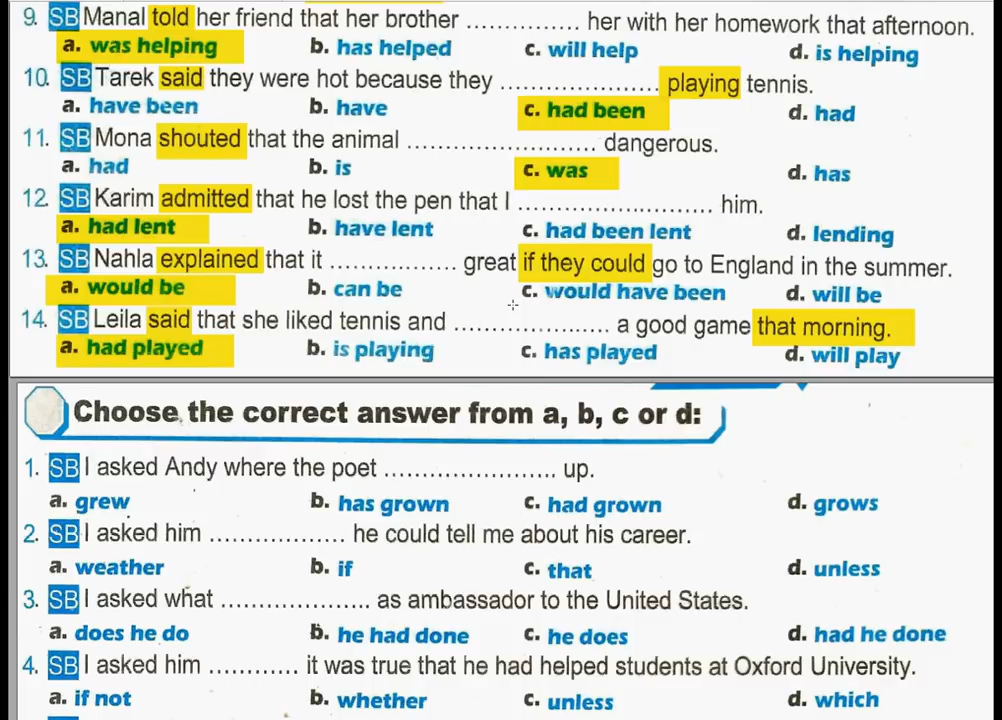 9. SB Manal told her friend that her brother ............. her with her homework that afternoon.
a. was helping b. has helped c. will help d. is helping
10. SB Tarek said they were hot because they ..................... playing tennis.
a. have been b. have c. had been d. had
11. SB Mona shouted that the animal ......................... dangerous.
a. had b. is c. was d. has
12. SB Karim admitted that he lost the pen that I .......................... him.
a. had lent b. have lent c. had been lent d. lending
13. SB Nahla explained that it ................. great if they could go to England in the summer.
a. would be b. can be c. would have been d. will be
14. SB Leila said that she liked tennis and ..................... a good game that morning.
a. had played b. is playing c. has played d. will play
Choose the correct answer from a, b, c or d:
1. SB I asked Andy where the poet ....................... up.
a. grew b. has grown c. had grown d. grows
2. SB I asked him .................. he could tell me about his career.
a. weather b. if c. that d. unless
3. SB I asked what .................... as ambassador to the United States.
a. does he do b. he had done c. he does d. had he done
4. SB I asked him ............ it was true that he had helped students at Oxford University.
a. if not b. whether c. unless d. which